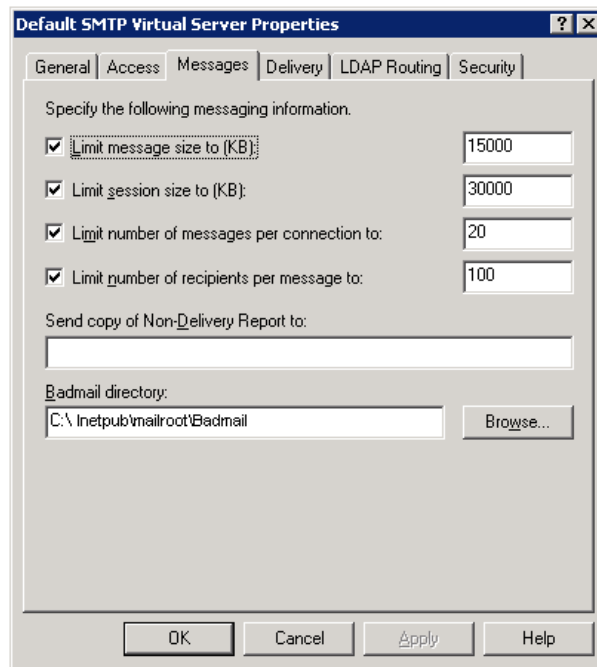 Default SMTP Virtual Server Properties
General Access Messages Delivery LDAP Routing Security
Specify the following messaging information.
Limit message size to (KB): 15000
Limit session size to (KB): 30000
Limit number of messages per connection to: 20
Limit number of recipients per message to: 100
Send copy of Non-Delivery Report to:
Badmail directory:
C:\ Inetpub\mailroot\Badmail Browse...
OK Cancel Apply Help